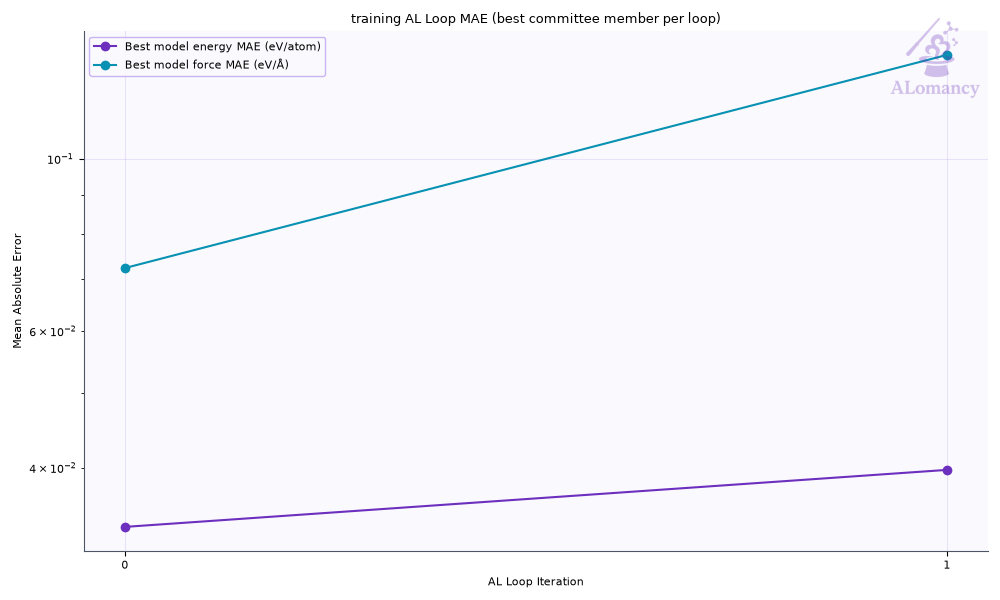 training AL Loop MAE (best committee member per loop)
Best model energy MAE (eV/atom)
Best model force MAE (eV/Å)
ALomancy
Mean Absolute Error
10⁻¹
6 × 10⁻²
4 × 10⁻²
0
1
AL Loop Iteration